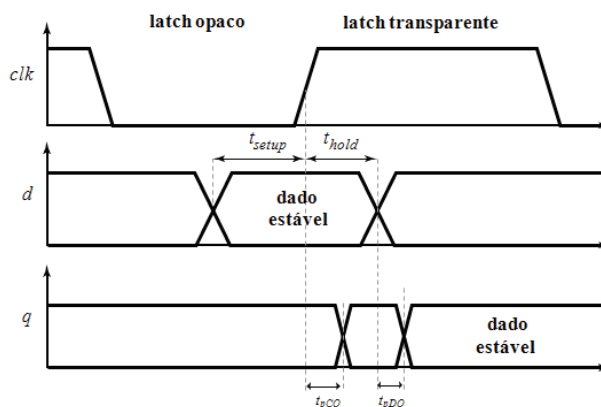 latch opaco
latch transparente
clk
t_setup
t_hold
d
dado
estável
q
dado
estável
t_pCO
t_pDO